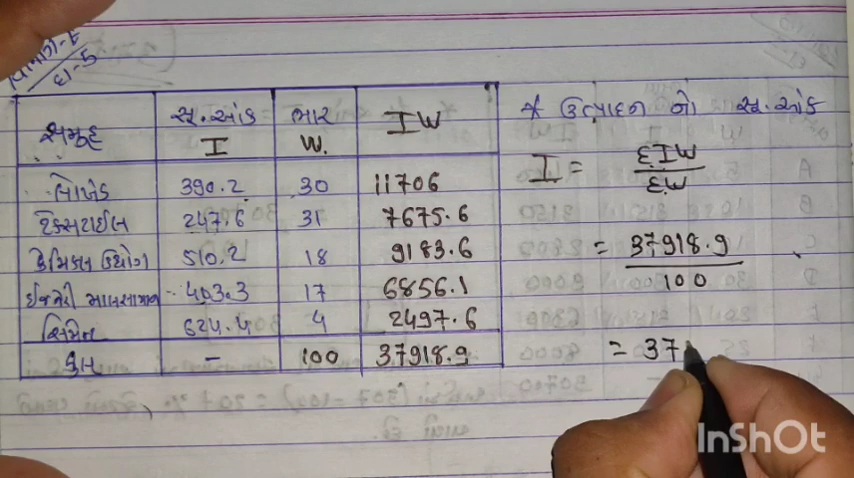 વિભાગ-E
દા-5
સમૂહ સૂ.આંક I ભાર W. IW
લોખંડ 390.2 30 11706
ટેક્સટાઈલ 247.6 31 7675.6
કેમિકલ ઉદ્યોગ 510.2 18 9183.6
ઈજનેરી માલસામાન 403.3 17 6856.1
સિમેન્ટ 624.4 4 2497.6
કુલ - 100 37918.9
* ઉત્પાદન નો સૂ.આંક
I = ΣIW / ΣW
= 37918.9 / 100
= 37
InShOt